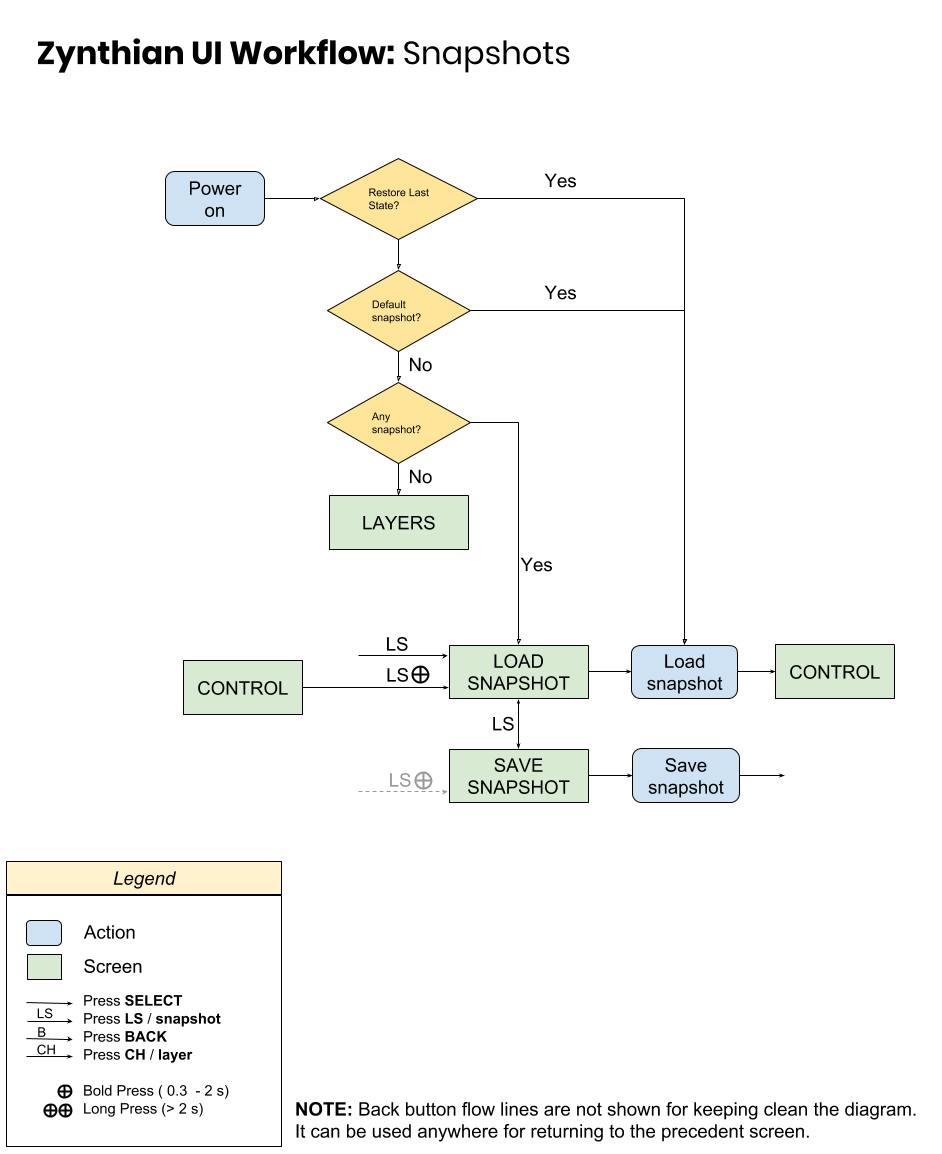 Zynthian UI Workflow: Snapshots
Power
on
Restore Last
State?
Yes
Default
snapshot?
Yes
No
Any
snapshot?
No
LAYERS
Yes
LS
LS⊕
CONTROL
LOAD
SNAPSHOT
Load
snapshot
CONTROL
LS
LS⊕
SAVE
SNAPSHOT
Save
snapshot
Legend
Action
Screen
Press SELECT
LS
Press LS / snapshot
B
Press BACK
CH
Press CH / layer
⊕ Bold Press ( 0.3 - 2 s)
⊕⊕ Long Press (> 2 s)
NOTE: Back button flow lines are not shown for keeping clean the diagram.
It can be used anywhere for returning to the precedent screen.